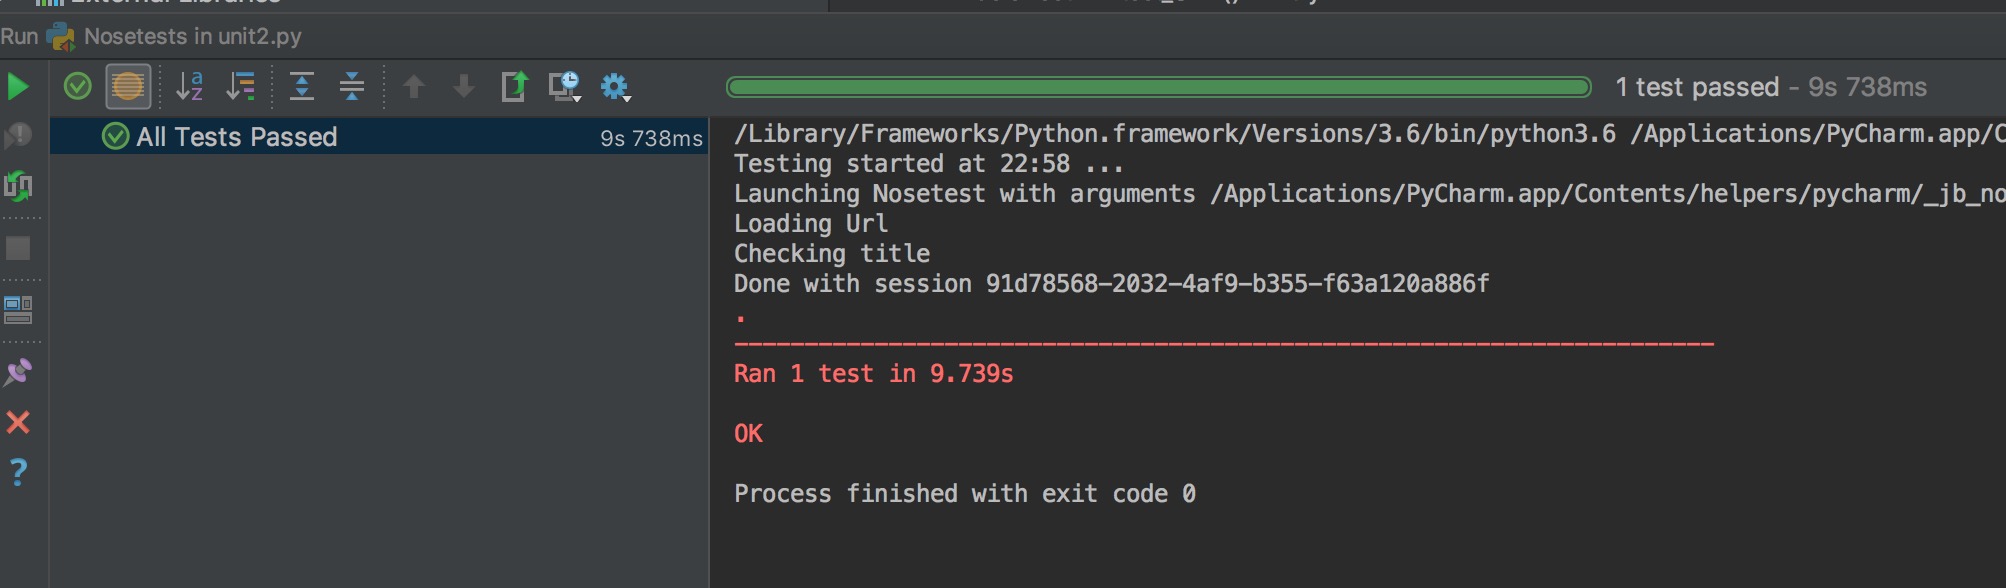 External Libraries
Run Nosetests in unit2.py
1 test passed - 9s 738ms
All Tests Passed 9s 738ms
/Library/Frameworks/Python.framework/Versions/3.6/bin/python3.6 /Applications/PyCharm.app/C
Testing started at 22:58 ...
Launching Nosetest with arguments /Applications/PyCharm.app/Contents/helpers/pycharm/_jb_no
Loading Url
Checking title
Done with session 91d78568-2032-4af9-b355-f63a120a886f
.
----------------------------------------------------------------------
Ran 1 test in 9.739s
OK
Process finished with exit code 0